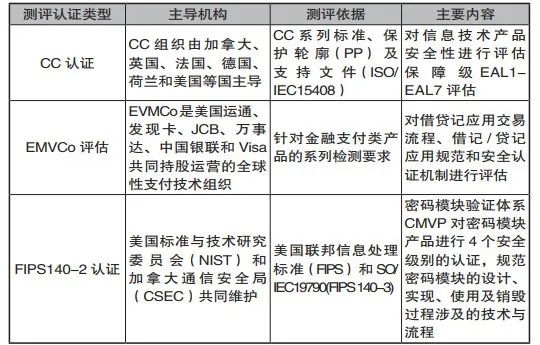 测评认证类型
主导机构
测评依据
主要内容
CC 认证
CC 组织由加拿大、
英国、法国、德国、
荷兰和美国等国主导
CC 系列标准、保
护轮廓（PP）及
支持文件（ISO/
IEC15408）
对信息技术产品
安全性进行评估
保障级EAL1-
EAL7 评估
EMVCo 评估
EVMCo是美国运通、
发现卡、JCB、万事
达、中国银联和 Visa
共同持股运营的全球
性支付技术组织
针对金融支付类产
品的系列检测要求
对借贷记应用交易
流程、借记／贷记
应用规范和安全认
证机制进行评估
FIPS140-2 认证
美国标准与技术研究
委员会（NIST）和
加拿大通信安全局
（CSEC）共同维护
美国联邦信息处理
标准（FIPS）和 SO/
IEC19790(FIPS 140-3)
密码模块验证体系
CMVP 对密码模块
产品进行 4 个安全
级别的认证，规范
密码模块的设计、
实现、使用及销毁
过程涉及的技术与
流程